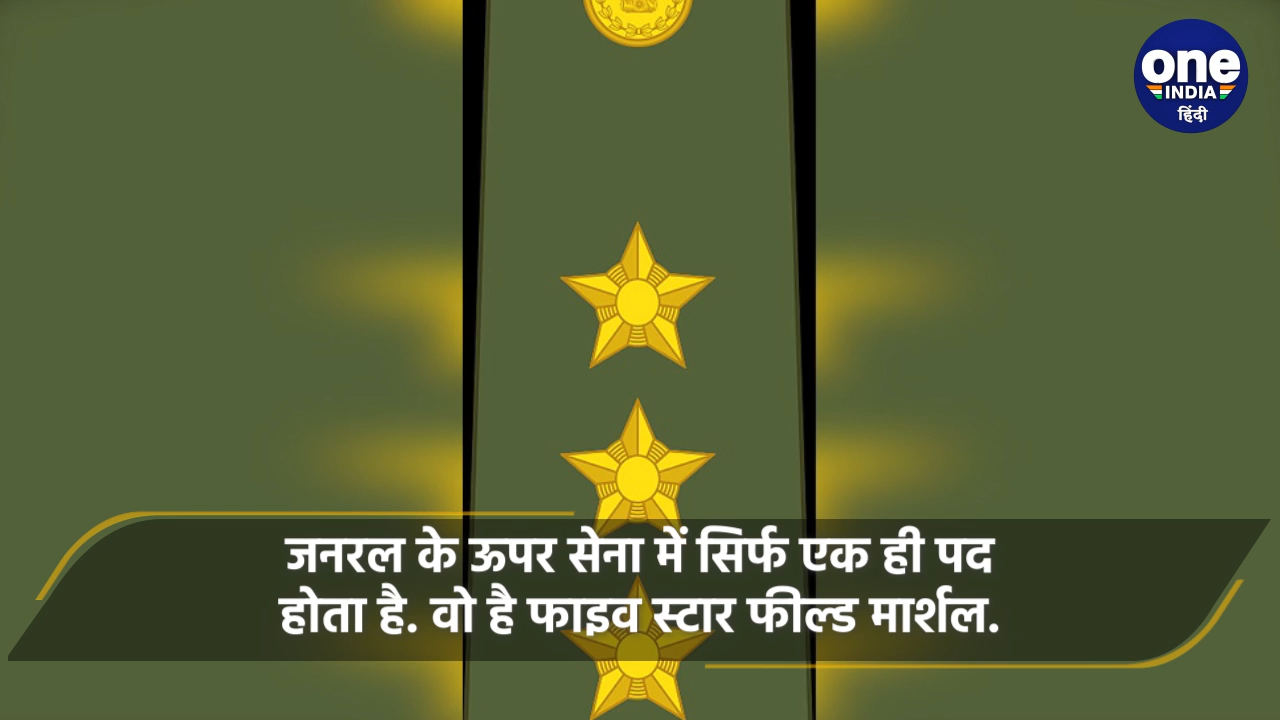 one
INDIA
हिंदी
जनरल के ऊपर सेना में सिर्फ एक ही पद
होता है. वो है फाइव स्टार फील्ड मार्शल.